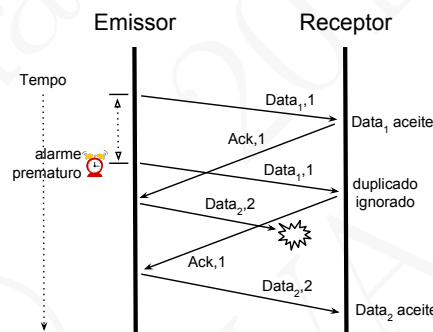 Emissor
Receptor
Tempo
Data₁,1
Data₁ aceite
Ack,1
alarme
prematuro
Data₁,1
duplicado
ignorado
Data₂,2
Ack,1
Data₂,2
Data₂ aceite